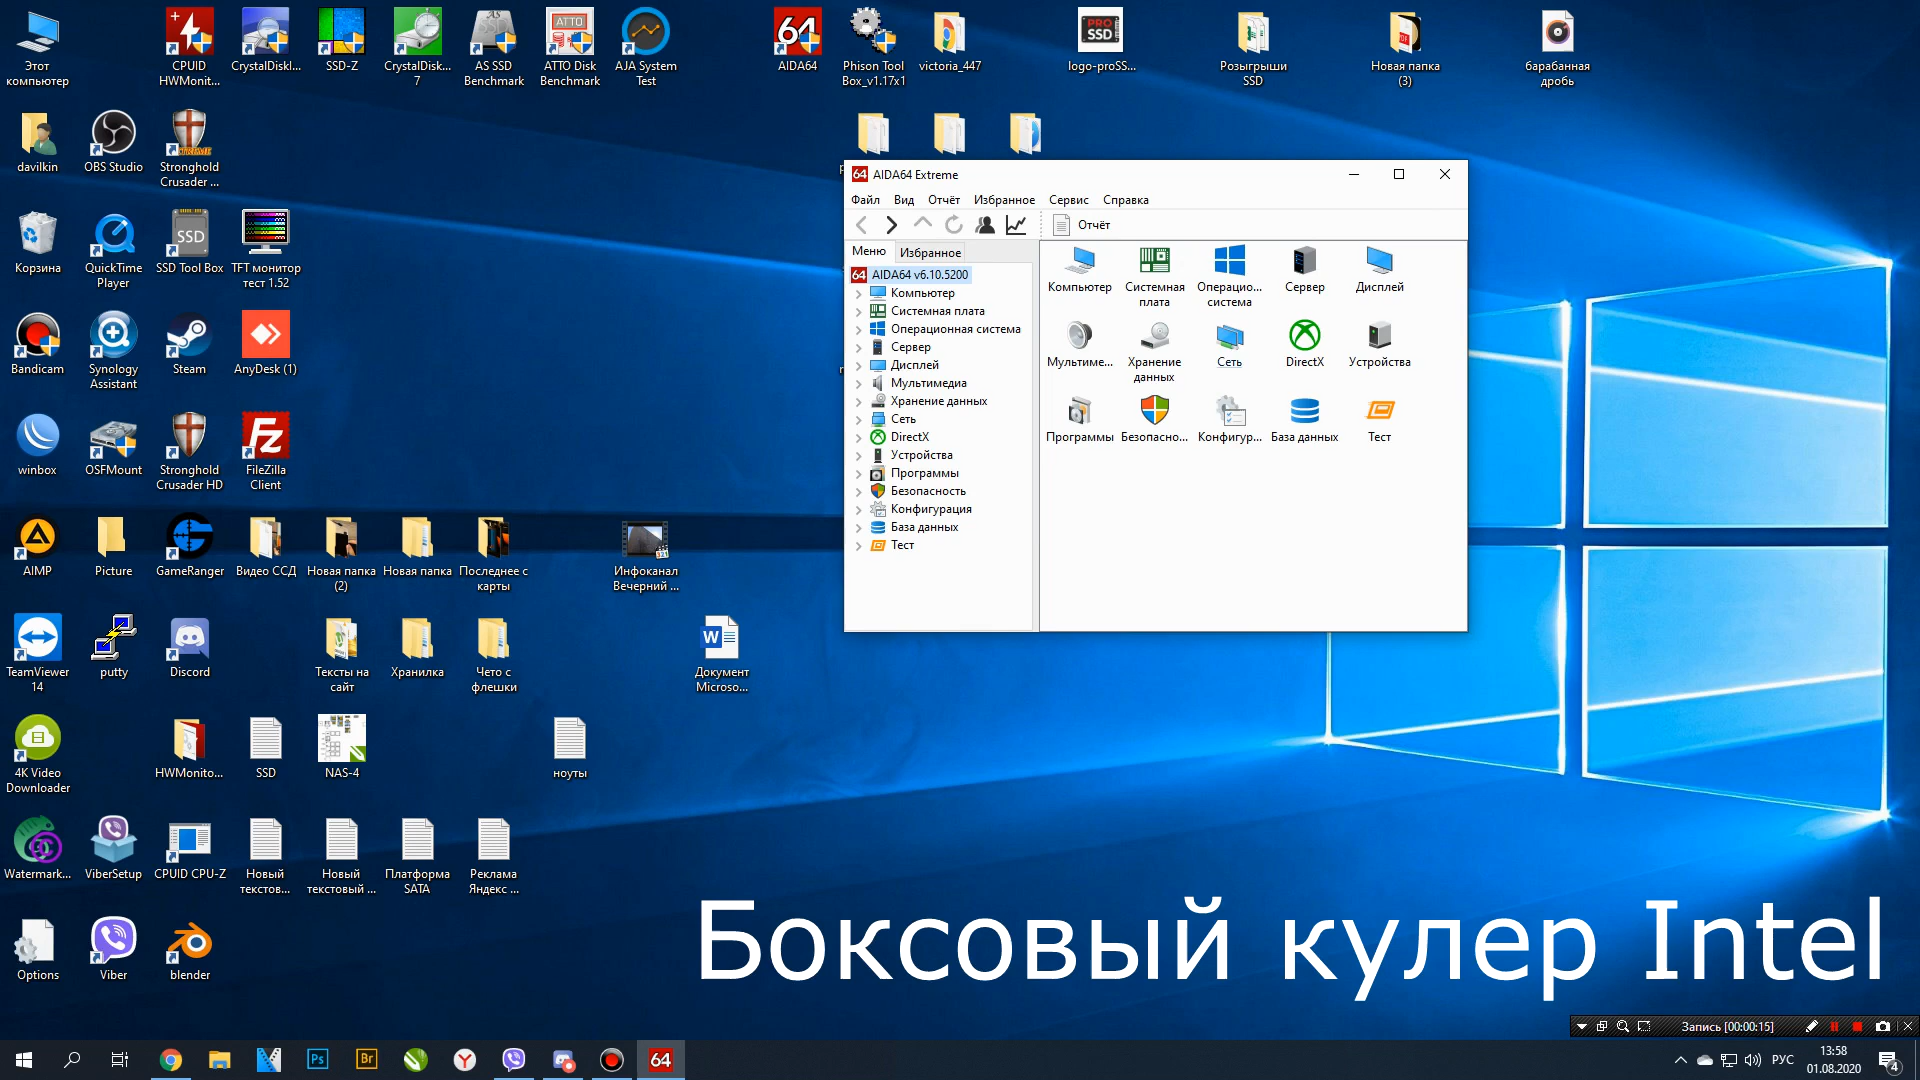 Этот
компьютер
CPUID
HWMonit...
CrystalDiskI...
SSD-Z
CrystalDisk...
7
AS SSD
Benchmark
ATTO Disk
Benchmark
AJA System
Test
AIDA64
Phison Tool
Box_v1.17x1
victoria_447
logo-proSS...
Розыгрыши
SSD
Новая папка
(3)
барабанная
дробь
davilkin
OBS Studio
Stronghold
Crusader ...
Корзина
QuickTime
Player
SSD Tool Box
TFT монитор
тест 1.52
Bandicam
Synology
Assistant
Steam
AnyDesk (1)
winbox
OSFMount
Stronghold
Crusader HD
FileZilla
Client
AIMP
Picture
GameRanger
Видео ССД
Новая папка
(2)
Новая папка
Последнее с
карты
Инфоканал
Вечерний ...
TeamViewer
14
putty
Discord
Тексты на
сайт
Хранилка
Чето с
флешки
Документ
Microso...
4K Video
Downloader
HWMonito...
SSD
NAS-4
ноуты
Watermark...
ViberSetup
CPUID CPU-Z
Новый
текстов...
Новый
текстовый ...
Платформа
SATA
Реклама
Яндекс ...
Options
Viber
blender
64 AIDA64 Extreme
Файл Вид Отчёт Избранное Сервис Справка
Отчёт
Меню Избранное
64 AIDA64 v6.10.5200
Компьютер
Системная плата
Операционная система
Сервер
Дисплей
Мультимедиа
Хранение данных
Сеть
DirectX
Устройства
Программы
Безопасность
Конфигурация
База данных
Тест
Компьютер
Системная
плата
Операцио...
система
Сервер
Дисплей
Мультиме...
Хранение
данных
Сеть
DirectX
Устройства
Программы
Безопасно...
Конфигур...
База данных
Тест
Боксовый кулер Intel
Запись [00:00:15]
Ps
Br
64
РУС
13:58
01.08.2020
4